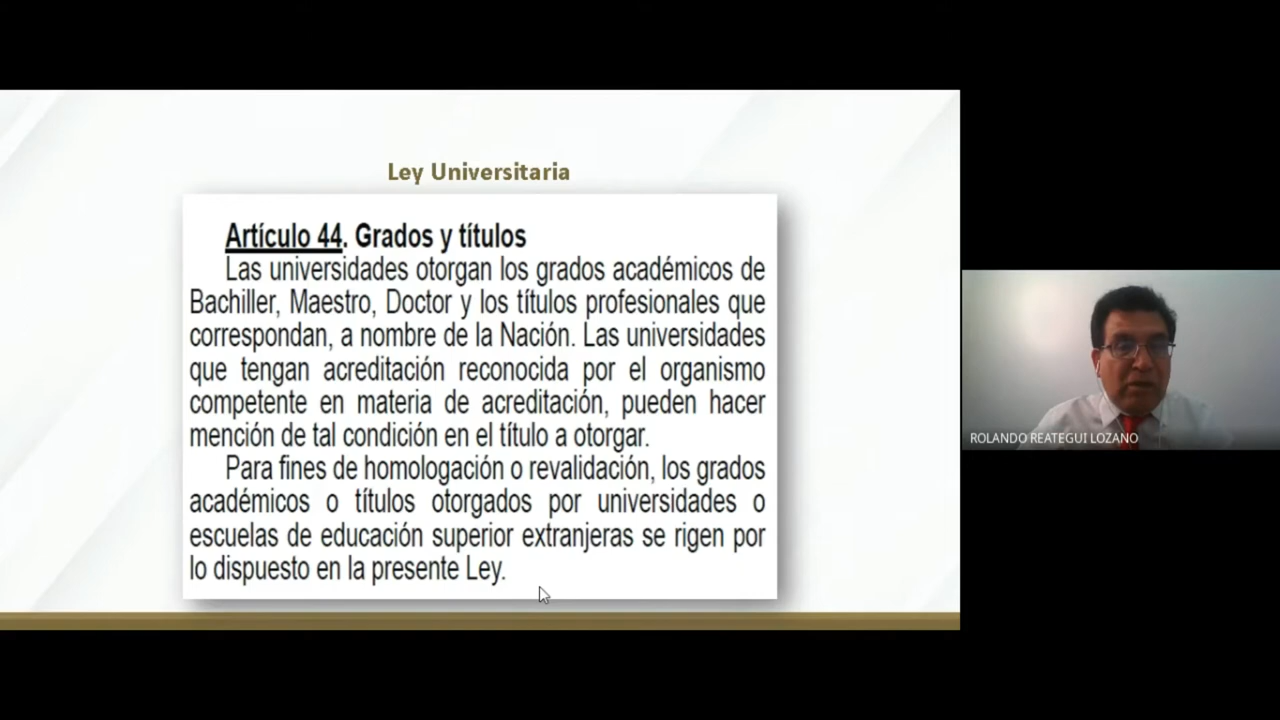 Ley Universitaria
Artículo 44. Grados y títulos
Las universidades otorgan los grados académicos de
Bachiller, Maestro, Doctor y los títulos profesionales que
correspondan, a nombre de la Nación. Las universidades
que tengan acreditación reconocida por el organismo
competente en materia de acreditación, pueden hacer
mención de tal condición en el título a otorgar.
Para fines de homologación o revalidación, los grados
académicos o títulos otorgados por universidades o
escuelas de educación superior extranjeras se rigen por
lo dispuesto en la presente Ley.
ROLANDO REATEGUI LOZANO